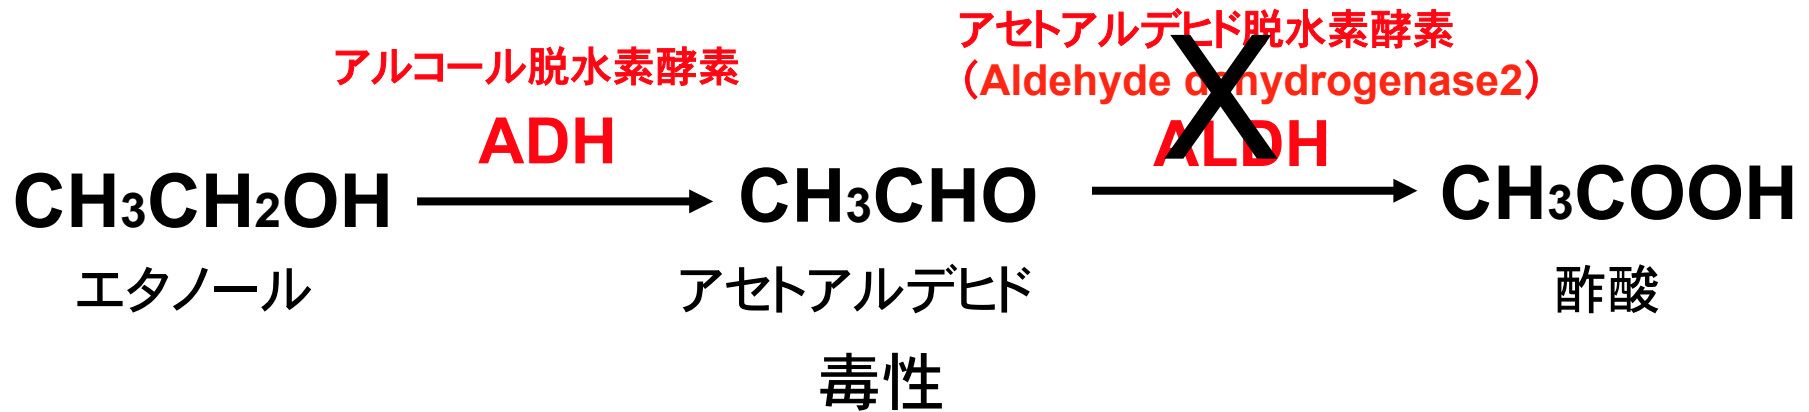 アルコール脱水素酵素
アセトアルデヒド脱水素酵素
（Aldehyde dehydrogenase2）
ADH
ALDH
X
CH3CH2OH
CH3CHO
CH3COOH
エタノール
アセトアルデヒド
酢酸
毒性